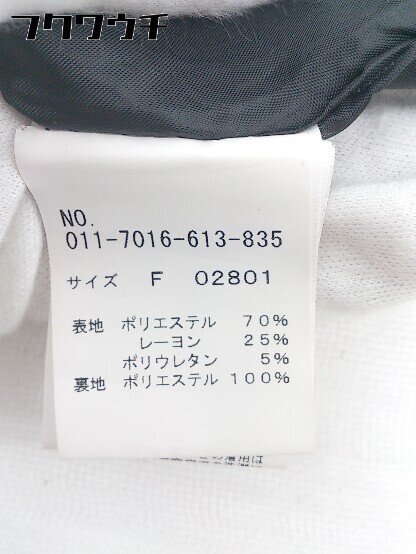 フクウウチ
NO.
011-7016-613-835
サイズ F 02801
表地 ポリエステル 70%
レーヨン 25%
ポリウレタン 5%
裏地 ポリエステル 100%